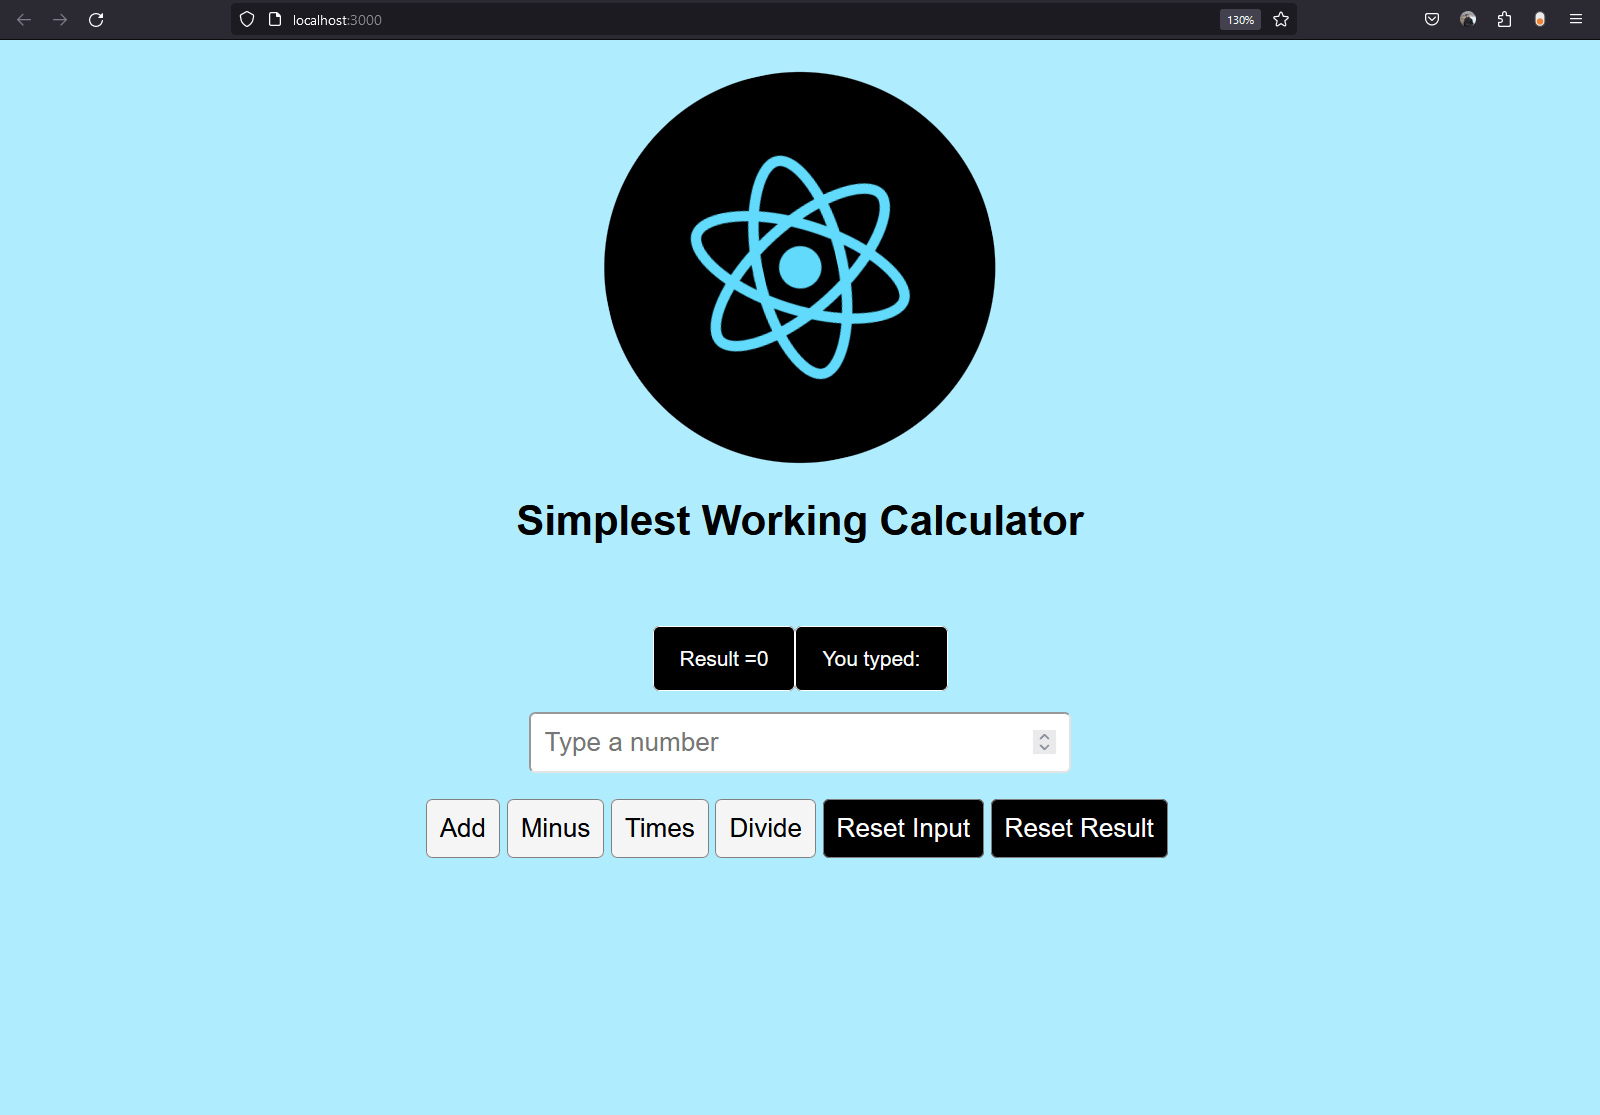 localhost:3000
130%
Simplest Working Calculator
Result =0
You typed:
Type a number
Add
Minus
Times
Divide
Reset Input
Reset Result